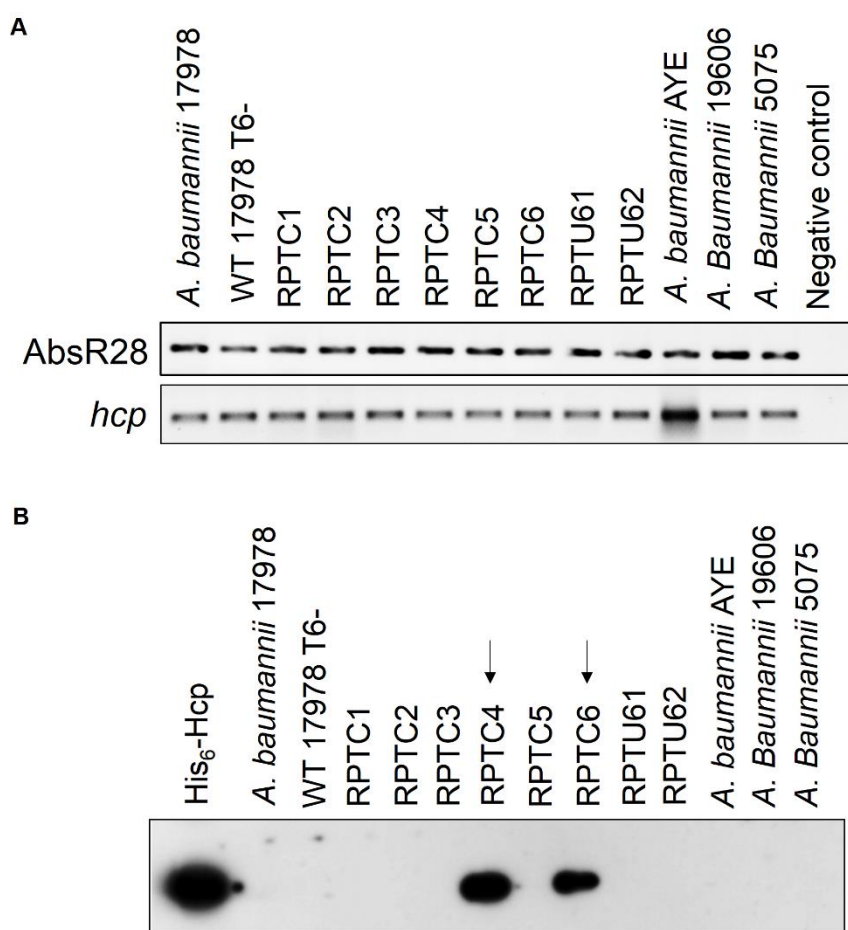 A
A. baumannii 17978
WT 17978 T6-
RPTC1
RPTC2
RPTC3
RPTC4
RPTC5
RPTC6
RPTU61
RPTU62
A. baumannii AYE
A. Baumannii 19606
A. Baumannii 5075
Negative control
AbsR28
hcp
B
His₆-Hcp
A. baumannii 17978
WT 17978 T6-
RPTC1
RPTC2
RPTC3
RPTC4
RPTC5
RPTC6
RPTU61
RPTU62
A. baumannii AYE
A. Baumannii 19606
A. Baumannii 5075